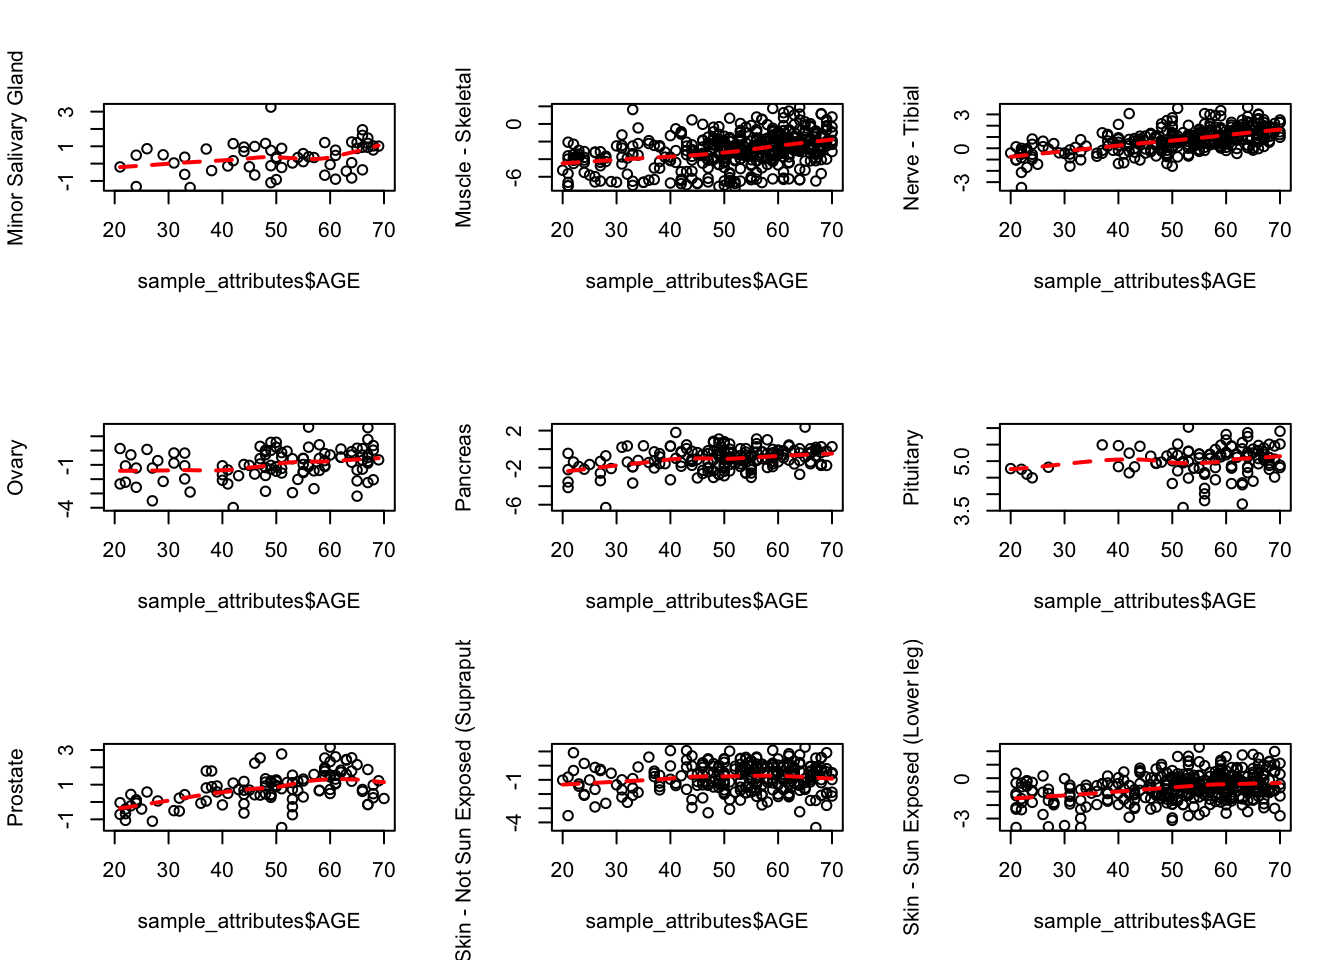 Minor Salivary Gland
3
1
-1
20 30 40 50 60 70
sample_attributes$AGE
Muscle - Skeletal
0
-6
20 30 40 50 60 70
sample_attributes$AGE
Nerve - Tibial
3
0
-3
20 30 40 50 60 70
sample_attributes$AGE
Ovary
-1
-4
20 30 40 50 60 70
sample_attributes$AGE
Pancreas
2
-2
-6
20 30 40 50 60 70
sample_attributes$AGE
Pituitary
5.0
3.5
20 30 40 50 60 70
sample_attributes$AGE
Prostate
3
1
-1
20 30 40 50 60 70
sample_attributes$AGE
Skin - Not Sun Exposed (Suprapub
-1
-4
20 30 40 50 60 70
sample_attributes$AGE
Skin - Sun Exposed (Lower leg)
0
-3
20 30 40 50 60 70
sample_attributes$AGE